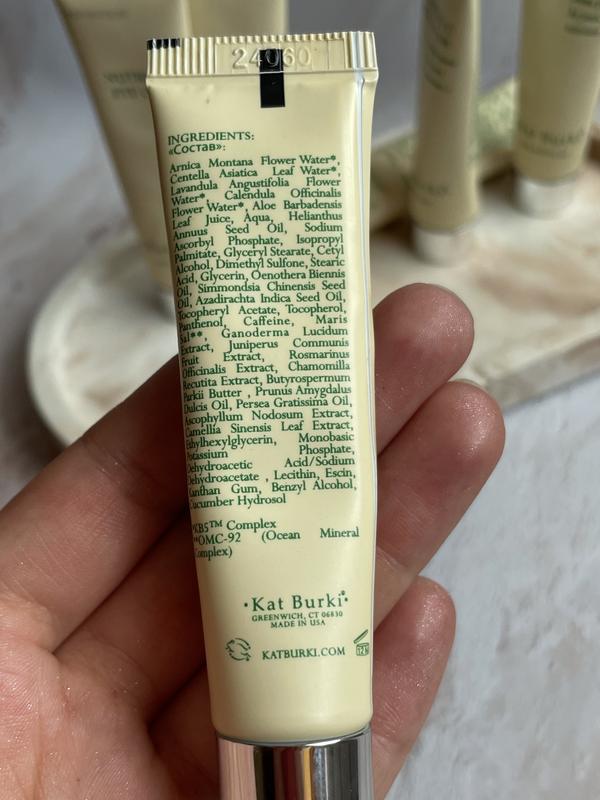 24060
INGREDIENTS:
«Состав»:
Arnica Montana Flower Water*,
Centella Asiatica Leaf Water*,
Lavandula Angustifolia Flower
Water*, Calendula Officinalis
Flower Water*, Aloe Barbadensis
Leaf Juice, Aqua, Helianthus
Annuus Seed Oil, Sodium
Ascorbyl Phosphate, Isopropyl
Palmitate, Glyceryl Stearate, Cetyl
Alcohol, Dimethyl Sulfone, Stearic
Acid, Glycerin, Oenothera Biennis
Oil, Simmondsia Chinensis Seed
Oil, Azadirachta Indica Seed Oil,
Tocopheryl Acetate, Tocopherol,
Panthenol, Caffeine, Maris
Sal**, Ganoderma Lucidum
Extract, Juniperus Communis
Fruit Extract, Rosmarinus
Officinalis Extract, Chamomilla
Recutita Extract, Butyrospermum
Parkii Butter , Prunus Amygdalus
Dulcis Oil, Persea Gratissima Oil,
Ascophyllum Nodosum Extract,
Camellia Sinensis Leaf Extract,
Ethylhexylglycerin, Monobasic
Potassium Phosphate,
Dehydroacetic Acid/Sodium
Dehydroacetate , Lecithin, Escin,
Xanthan Gum, Benzyl Alcohol,
Cucumber Hydrosol
*KB5™ Complex
**OMC-92 (Ocean Mineral
Complex)
·Kat Burki·
GREENWICH, CT 06830
MADE IN USA
KATBURKI.COM